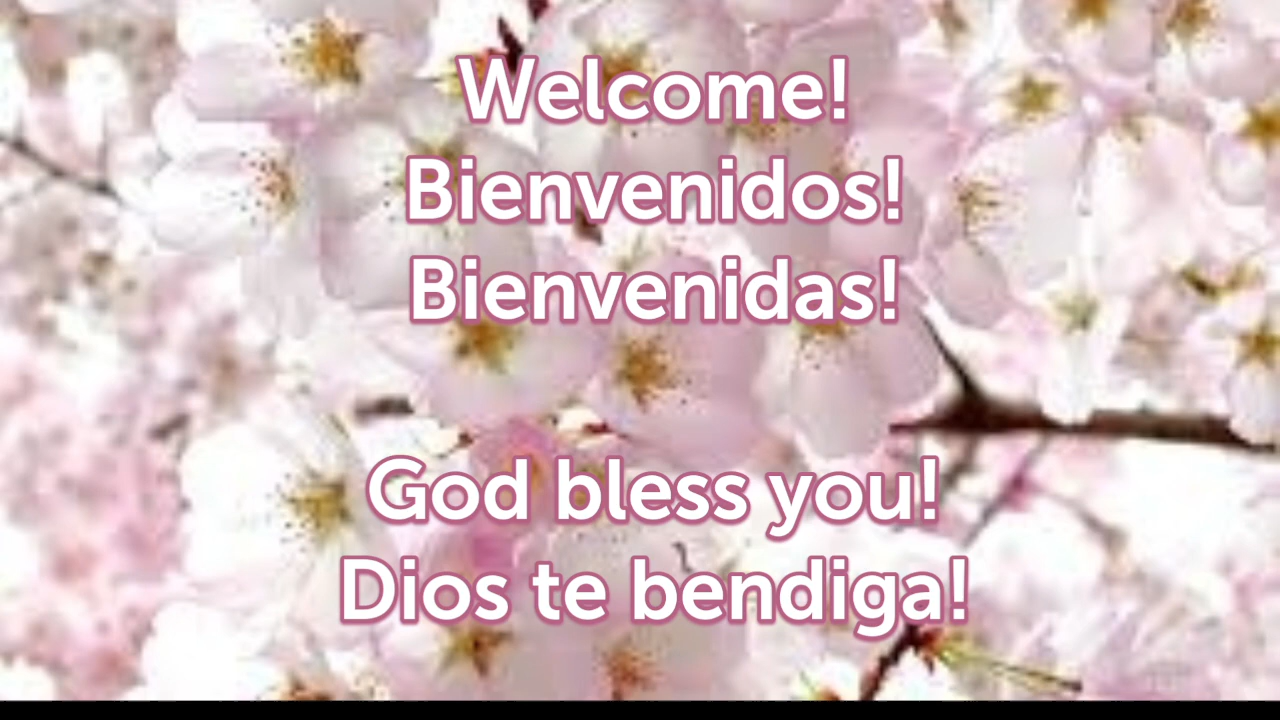 Welcome!
Bienvenidos!
Bienvenidas!
God bless you!
Dios te bendiga!